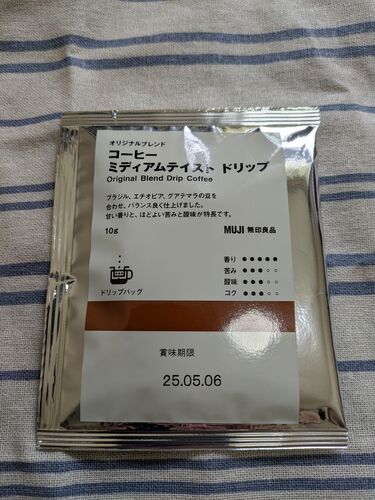 オリジナルブレンド
コーヒー
ミディアムテイスト ドリップ
Original Blend Drip Coffee
ブラジル、エチオピア、グアテマラの豆を
合わせ、バランス良く仕上げました。
甘い香りと、ほどよい苦みと酸味が特長です。
10g
MUJI 無印良品
香り ●●●●●
苦み ●●●○○
酸味 ●●●○○
コク ●●●○○
ドリップバッグ
賞味期限
25.05.06